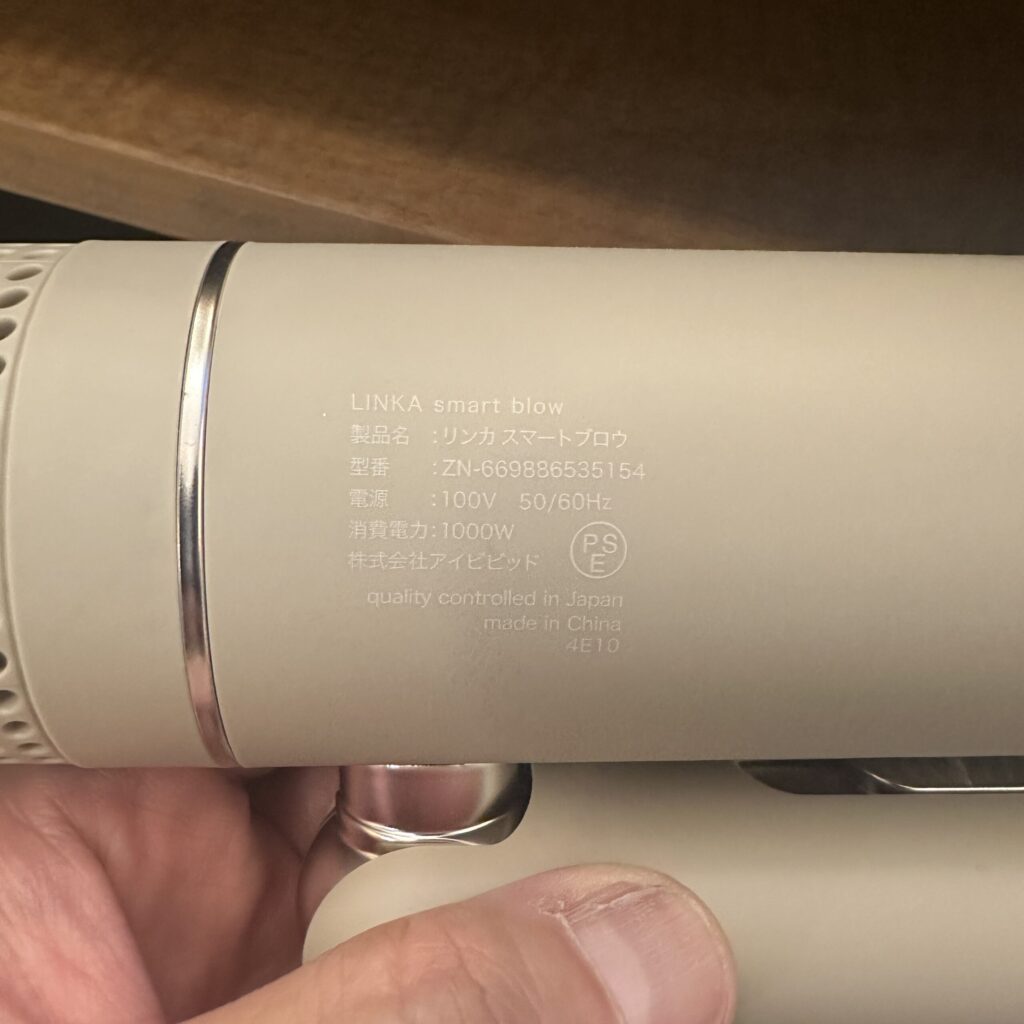 LINKA smart blow
製品名 :リンカ スマートブロウ
型番 :ZN-669886535154
電源 :100V 50/60Hz
消費電力:1000W
株式会社アイビビッド
PS
E
quality controlled in Japan
made in China
4E10